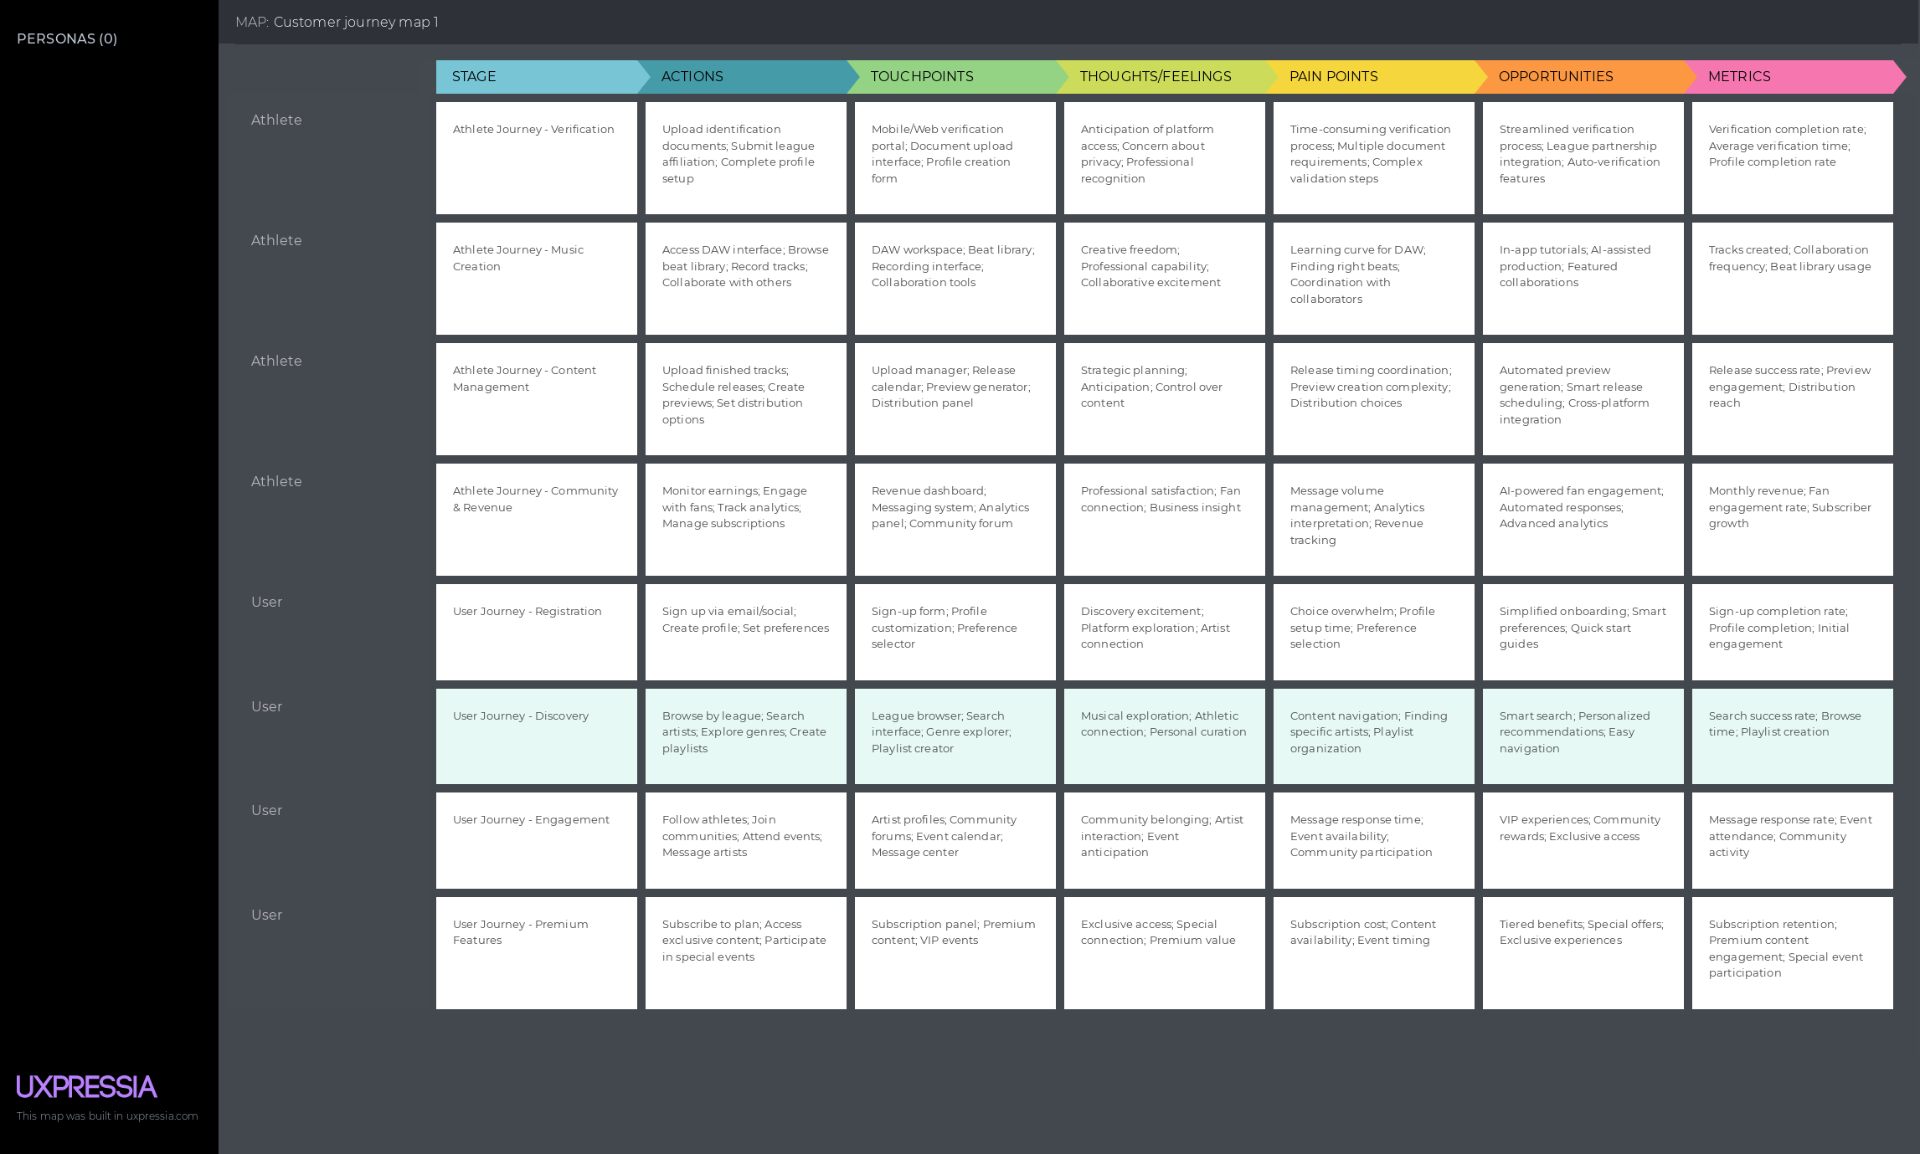 PERSONAS (0)
MAP: Customer journey map 1
STAGE
ACTIONS
TOUCHPOINTS
THOUGHTS/FEELINGS
PAIN POINTS
OPPORTUNITIES
METRICS
Athlete
Athlete Journey - Verification
Upload identification
documents; Submit league
affiliation; Complete profile
setup
Mobile/Web verification
portal; Document upload
interface; Profile creation
form
Anticipation of platform
access; Concern about
privacy; Professional
recognition
Time-consuming verification
process; Multiple document
requirements; Complex
validation steps
Streamlined verification
process; League partnership
integration; Auto-verification
features
Verification completion rate;
Average verification time;
Profile completion rate
Athlete
Athlete Journey - Music
Creation
Access DAW interface; Browse
beat library; Record tracks;
Collaborate with others
DAW workspace; Beat library;
Recording interface;
Collaboration tools
Creative freedom;
Professional capability;
Collaborative excitement
Learning curve for DAW;
Finding right beats;
Coordination with
collaborators
In-app tutorials; AI-assisted
production; Featured
collaborations
Tracks created; Collaboration
frequency; Beat library usage
Athlete
Athlete Journey - Content
Management
Upload finished tracks;
Schedule releases; Create
previews; Set distribution
options
Upload manager; Release
calendar; Preview generator;
Distribution panel
Strategic planning;
Anticipation; Control over
content
Release timing coordination;
Preview creation complexity;
Distribution choices
Automated preview
generation; Smart release
scheduling; Cross-platform
integration
Release success rate; Preview
engagement; Distribution
reach
Athlete
Athlete Journey - Community
& Revenue
Monitor earnings; Engage
with fans; Track analytics;
Manage subscriptions
Revenue dashboard;
Messaging system; Analytics
panel; Community forum
Professional satisfaction; Fan
connection; Business insight
Message volume
management; Analytics
interpretation; Revenue
tracking
AI-powered fan engagement;
Automated responses;
Advanced analytics
Monthly revenue; Fan
engagement rate; Subscriber
growth
User
User Journey - Registration
Sign up via email/social;
Create profile; Set preferences
Sign-up form; Profile
customization; Preference
selector
Discovery excitement;
Platform exploration; Artist
connection
Choice overwhelm; Profile
setup time; Preference
selection
Simplified onboarding; Smart
preferences; Quick start
guides
Sign-up completion rate;
Profile completion; Initial
engagement
User
User Journey - Discovery
Browse by league; Search
artists; Explore genres; Create
playlists
League browser; Search
interface; Genre explorer;
Playlist creator
Musical exploration; Athletic
connection; Personal curation
Content navigation; Finding
specific artists; Playlist
organization
Smart search; Personalized
recommendations; Easy
navigation
Search success rate; Browse
time; Playlist creation
User
User Journey - Engagement
Follow athletes; Join
communities; Attend events;
Message artists
Artist profiles; Community
forums; Event calendar;
Message center
Community belonging; Artist
interaction; Event
anticipation
Message response time;
Event availability;
Community participation
VIP experiences; Community
rewards; Exclusive access
Message response rate; Event
attendance; Community
activity
User
User Journey - Premium
Features
Subscribe to plan; Access
exclusive content; Participate
in special events
Subscription panel; Premium
content; VIP events
Exclusive access; Special
connection; Premium value
Subscription cost; Content
availability; Event timing
Tiered benefits; Special offers;
Exclusive experiences
Subscription retention;
Premium content
engagement; Special event
participation
UXPRESSIA
This map was built in uxpressia.com